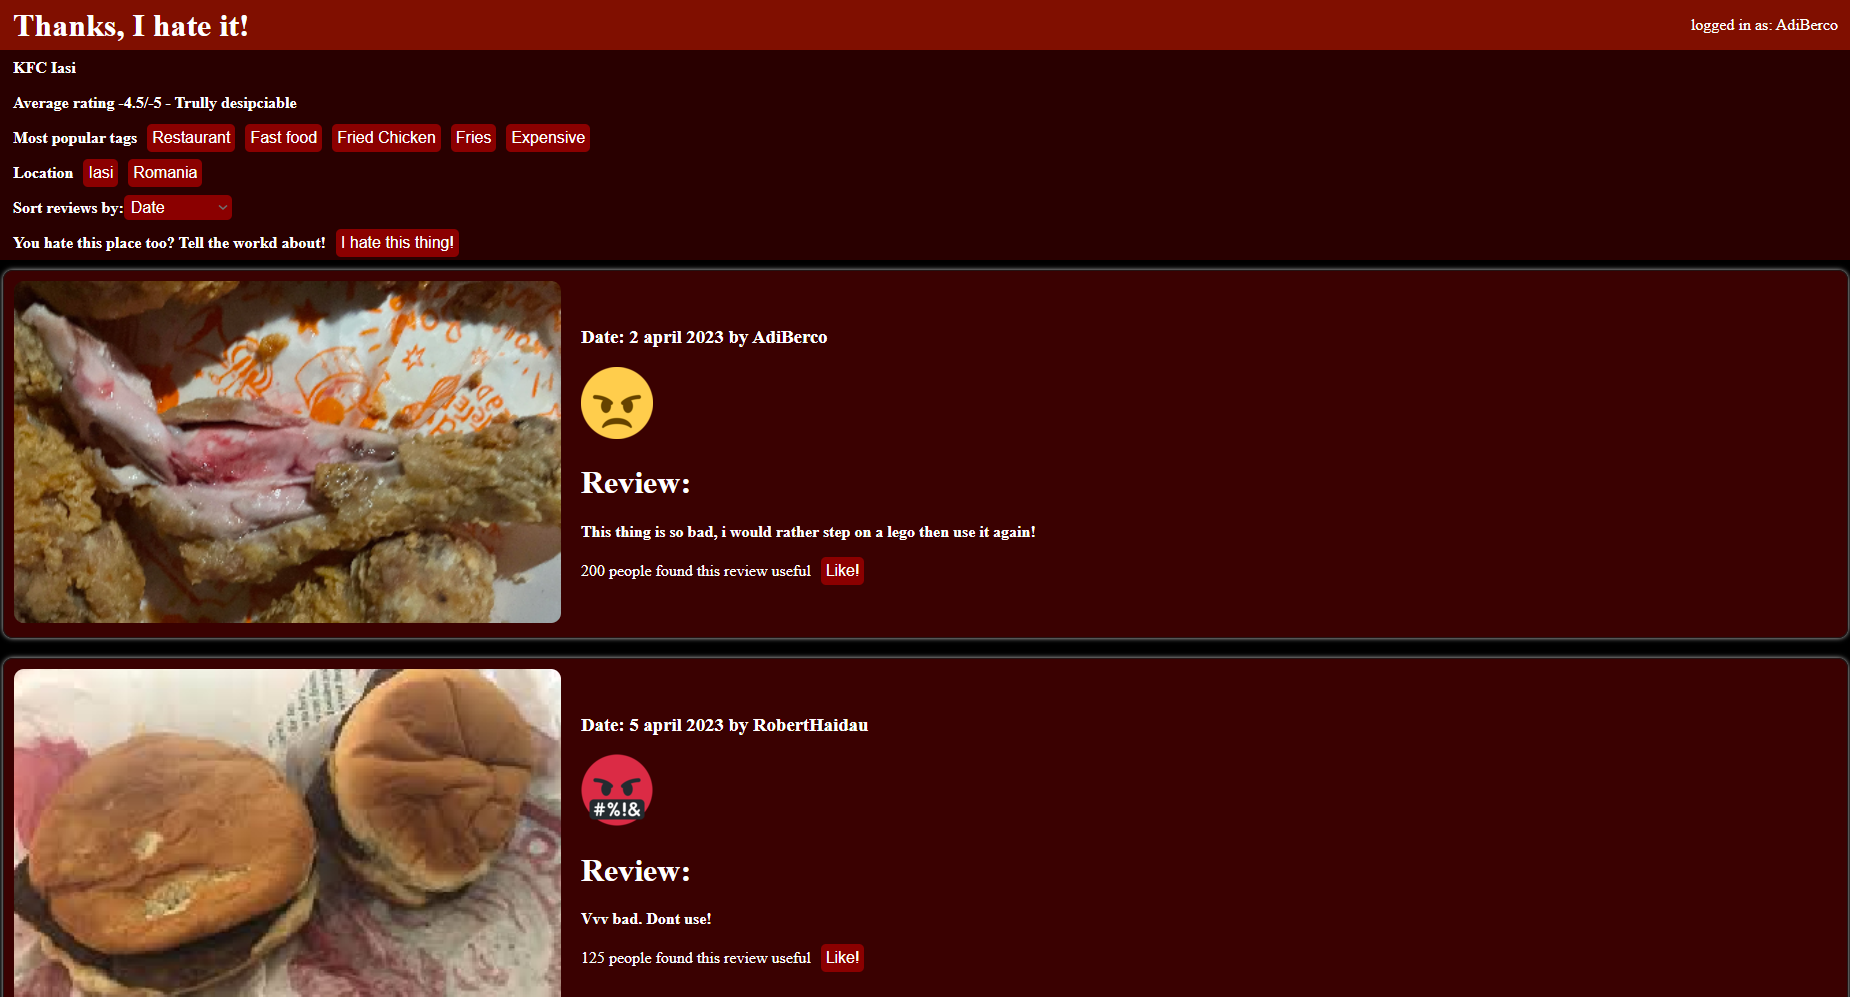 Thanks, I hate it!
logged in as: AdiBerco
KFC Iasi
Average rating -4.5/-5 - Trully desipciable
Most popular tags Restaurant Fast food Fried Chicken Fries Expensive
Location Iasi Romania
Sort reviews by: Date
You hate this place too? Tell the workd about! I hate this thing!
Date: 2 april 2023 by AdiBerco
Review:
This thing is so bad, i would rather step on a lego then use it again!
200 people found this review useful Like!
Date: 5 april 2023 by RobertHaidau
#%!&
Review:
Vvv bad. Dont use!
125 people found this review useful Like!